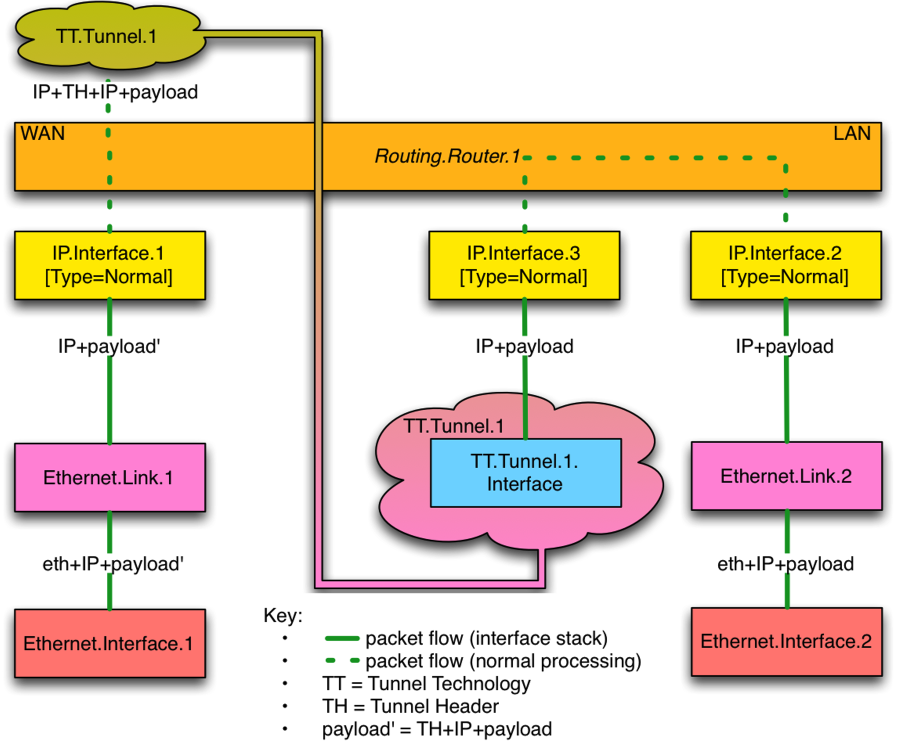 TT.Tunnel.1
IP+TH+IP+payload
WAN
LAN
Routing.Router.1
IP.Interface.1
[Type=Normal]
IP.Interface.3
[Type=Normal]
IP.Interface.2
[Type=Normal]
IP+payload'
IP+payload
IP+payload
TT.Tunnel.1
TT.Tunnel.1.
Interface
Ethernet.Link.1
Ethernet.Link.2
eth+IP+payload'
eth+IP+payload
Ethernet.Interface.1
Ethernet.Interface.2
Key:
• packet flow (interface stack)
• packet flow (normal processing)
• TT = Tunnel Technology
• TH = Tunnel Header
• payload' = TH+IP+payload